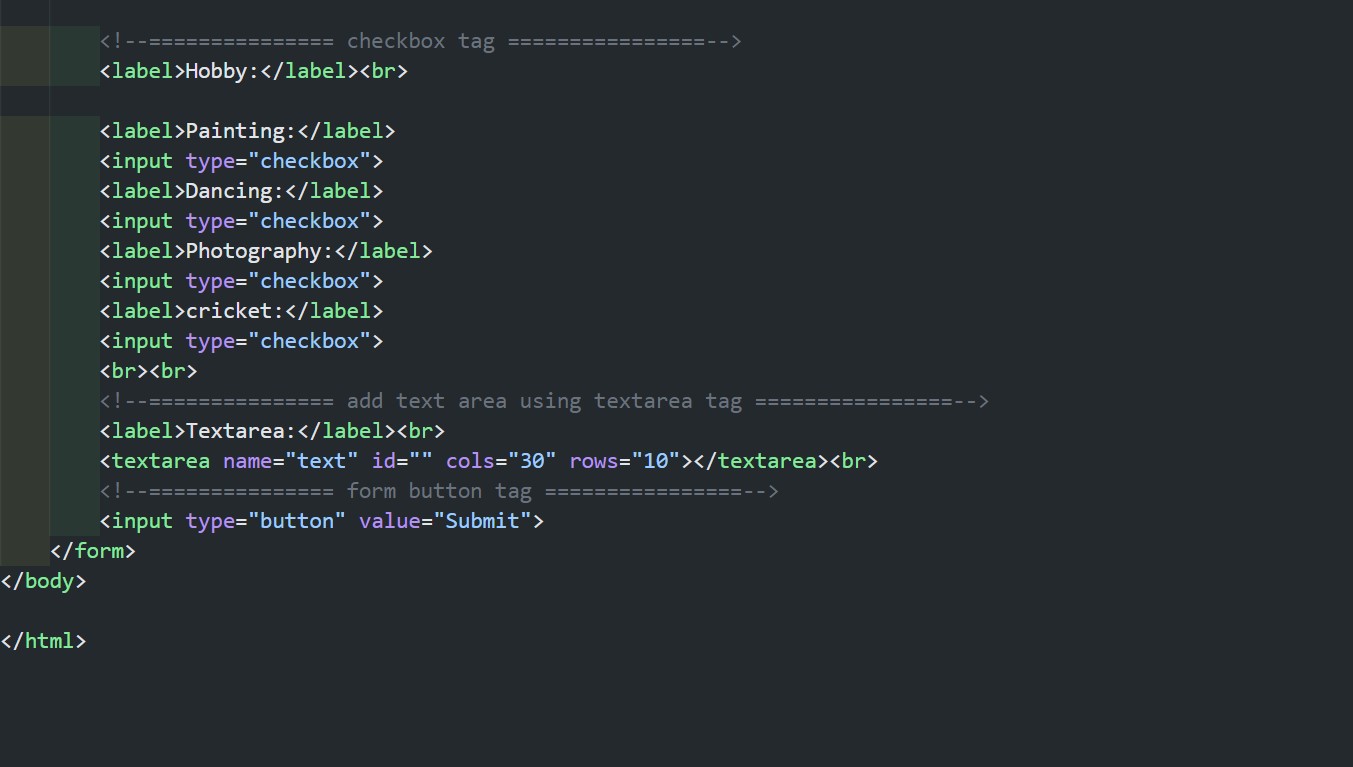 <!--=============== checkbox tag ================-->
<label>Hobby:</label><br>
<label>Painting:</label>
<input type="checkbox">
<label>Dancing:</label>
<input type="checkbox">
<label>Photography:</label>
<input type="checkbox">
<label>cricket:</label>
<input type="checkbox">
<br><br>
<!--=============== add text area using textarea tag ================-->
<label>Textarea:</label><br>
<textarea name="text" id="" cols="30" rows="10"></textarea><br>
<!--=============== form button tag ================-->
<input type="button" value="Submit">
</form>
</body>
</html>